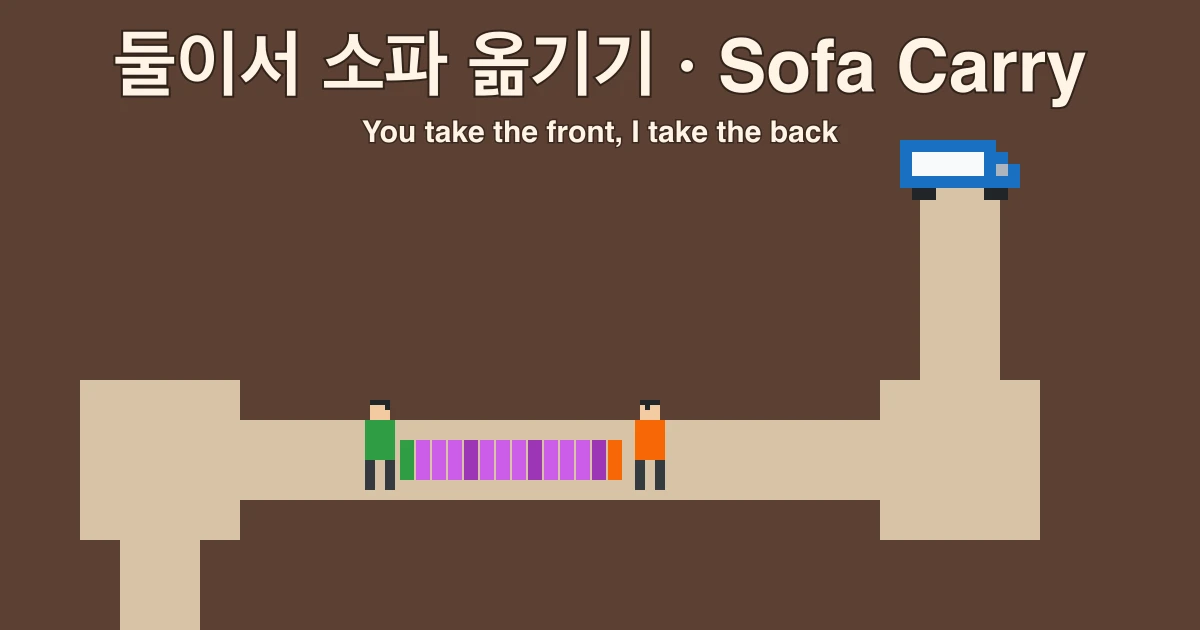 둘이서 소파 옮기기 · Sofa Carry
You take the front, I take the back